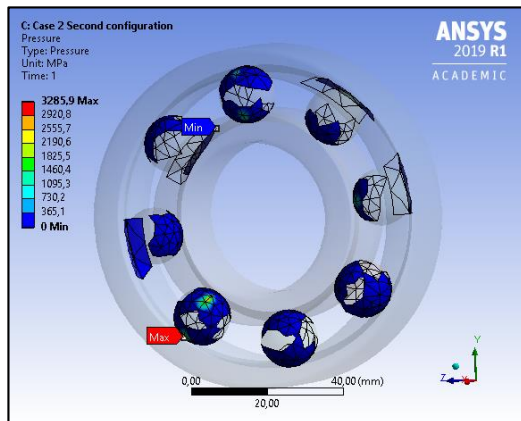 C: Case 2 Second configuration
Pressure
Type: Pressure
Unit: MPa
Time: 1
3285,9 Max
2920,8
2555,7
2190,6
1825,5
1460,4
1095,3
730,2
365,1
0 Min
ANSYS
2019 R1
ACADEMIC
Min
Max
0,00
40,00 (mm)
20,00
Y
Z
X